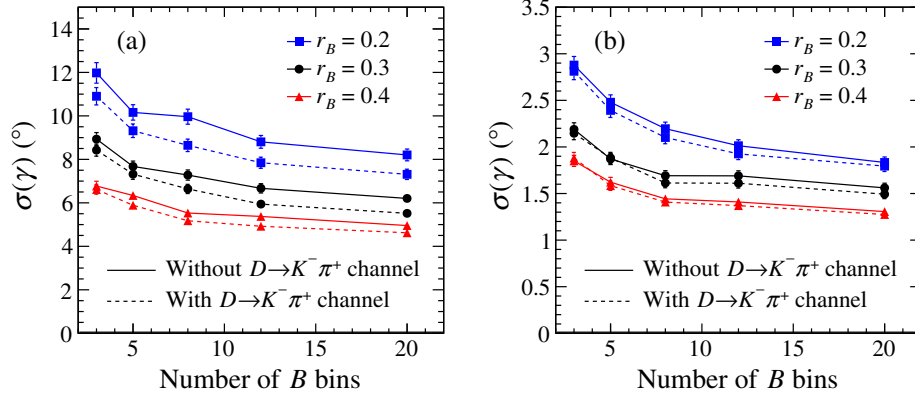 (a)
r_B = 0.2
r_B = 0.3
r_B = 0.4
14
12
10
8
6
4
2
0
σ(γ) (°)
Without D→K⁻π⁺ channel
With D→K⁻π⁺ channel
5 10 15 20
Number of B bins
(b)
r_B = 0.2
r_B = 0.3
r_B = 0.4
3.5
3
2.5
2
1.5
1
0.5
0
σ(γ) (°)
Without D→K⁻π⁺ channel
With D→K⁻π⁺ channel
5 10 15 20
Number of B bins